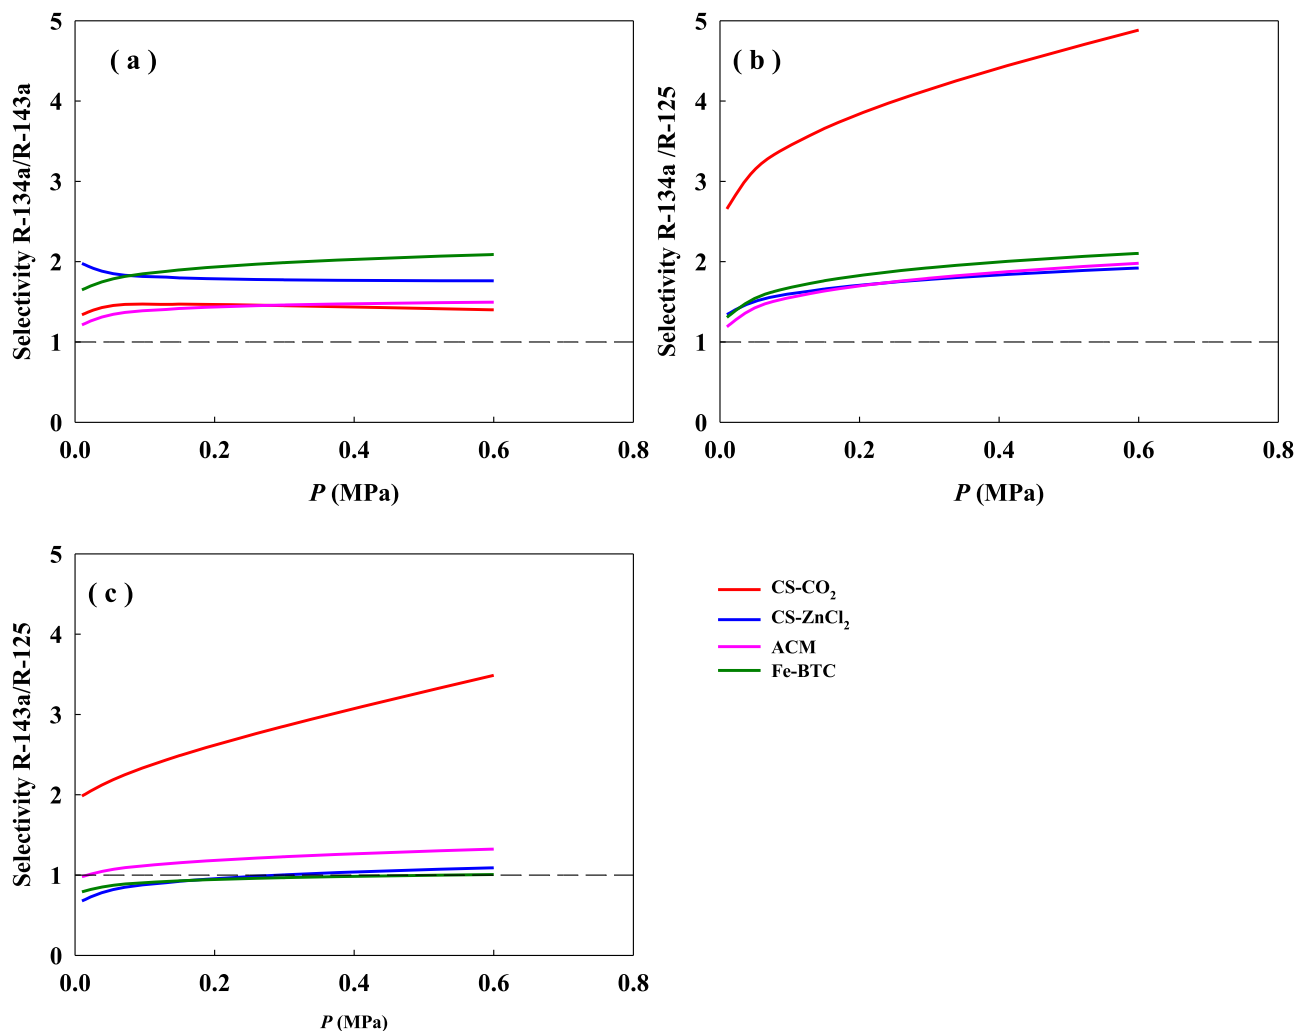 ( a )
Selectivity R-134a/R-143a
5
4
3
2
1
0
0.0 0.2 0.4 0.6 0.8
P (MPa)
( b )
Selectivity R-134a /R-125
5
4
3
2
1
0
0.0 0.2 0.4 0.6 0.8
P (MPa)
( c )
Selectivity R-143a/R-125
5
4
3
2
1
0
0.0 0.2 0.4 0.6 0.8
P (MPa)
CS-CO₂
CS-ZnCl₂
ACM
Fe-BTC